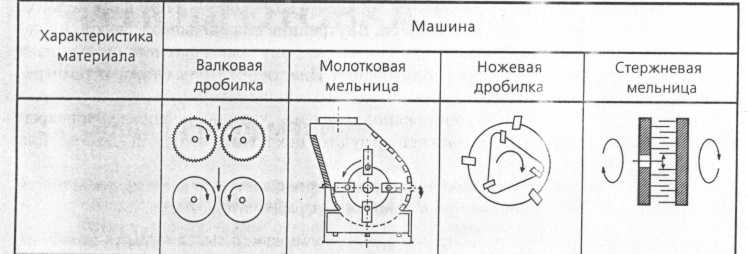 Характеристика
материала
Машина
Валковая
дробилка
Молотковая
мельница
Ножевая
дробилка
Стержневая
мельница